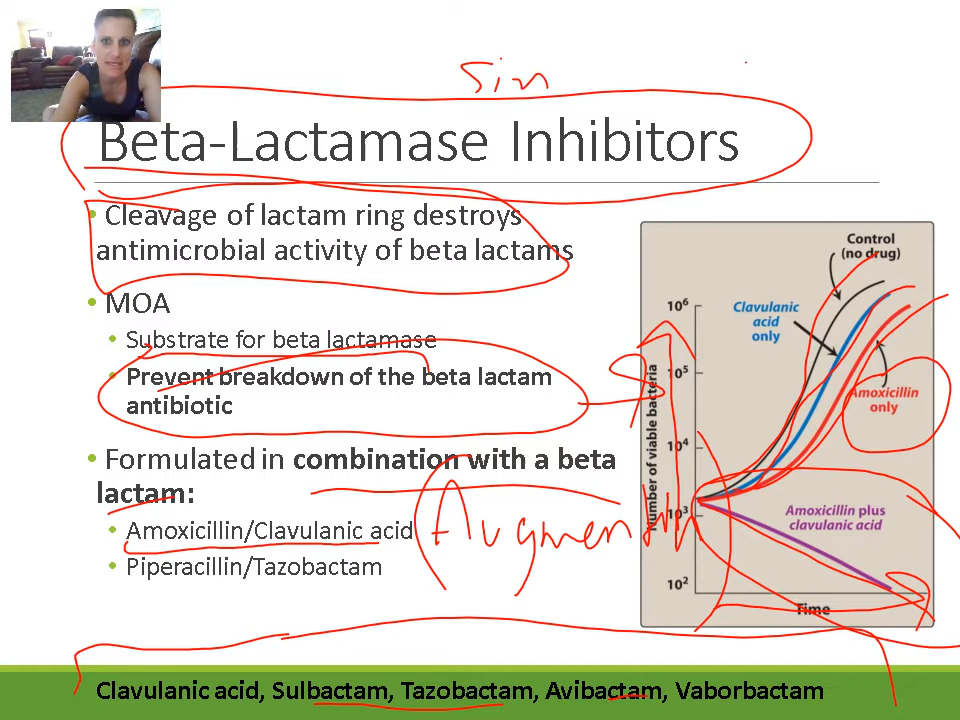 Sim
Beta-Lactamase Inhibitors
• Cleavage of lactam ring destroys
antimicrobial activity of beta lactams
• MOA
• Substrate for beta lactamase
• Prevent breakdown of the beta lactam
antibiotic
• Formulated in combination with a beta
lactam:
• Amoxicillin/Clavulanic acid
• Piperacillin/Tazobactam
Augmentin
Control
(no drug)
Clavulanic
acid
only
Amoxicillin
only
Amoxicillin plus
clavulanic acid
10⁶
10⁵
10⁴
10³
10²
Number of viable bacteria
Time
Clavulanic acid, Sulbactam, Tazobactam, Avibactam, Vaborbactam